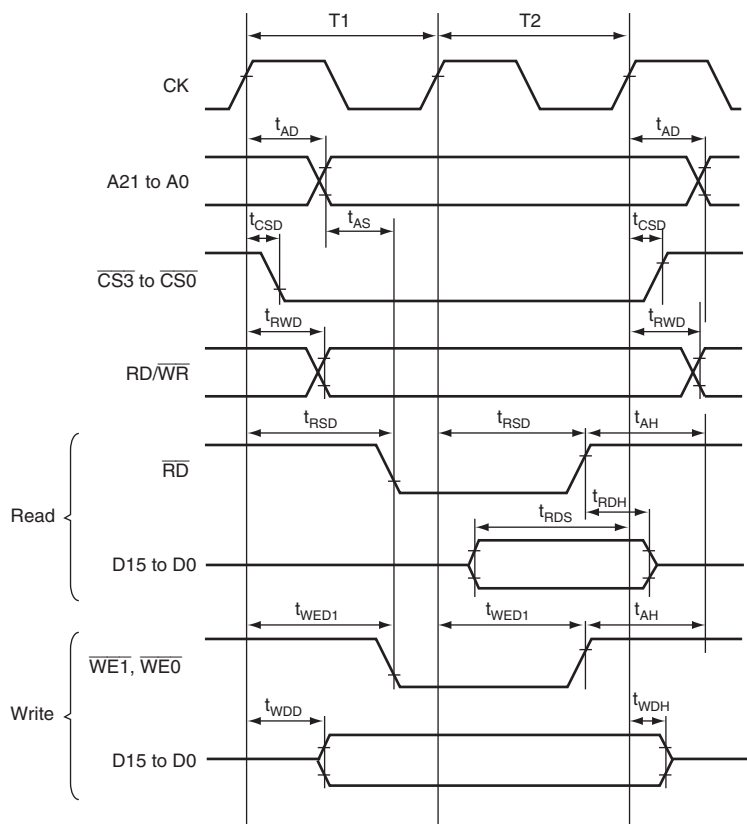 T1 T2
CK
tAD tAD
A21 to A0
tCSD tAS tCSD
CS3 to CS0
tRWD tRWD
RD/WR
tRSD tRSD tAH
RD
Read
tRDS tRDH
D15 to D0
tWED1 tWED1 tAH
WE1, WE0
Write
tWDD tWDH
D15 to D0